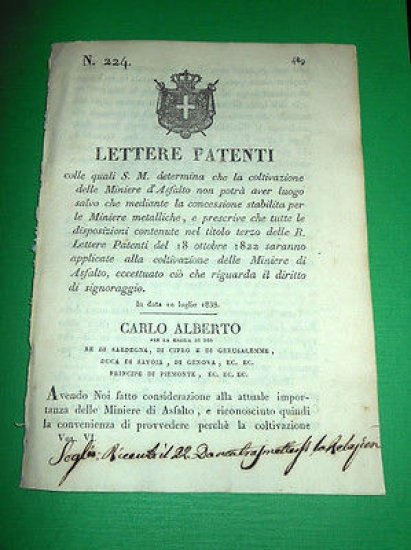 N. 224.
489
LETTERE PATENTI
colle quali S. M. determina che la coltivazione
delle Miniere d'Asfalto non potrà aver luogo
salvo che mediante la concessione stabilita per
le Miniere metalliche, e prescrive che tutte le
disposizioni contenute nel titolo terzo delle R.
Lettere Patenti del 18 ottobre 1822 saranno
applicate alla coltivazione delle Miniere di
Asfalto, eccettuato ciò che riguarda il diritto
di signoraggio.
In data 10 luglio 1838.
CARLO ALBERTO
PER LA GRAZIA DI DIO
RE DI SARDEGNA, DI CIPRO E DI GERUSALEMME,
DUCA DI SAVOIA, DI GENOVA, EC. EC.
PRINCIPE DI PIEMONTE, EC. EC. EC.
Avendo Noi fatto considerazione alla attuale impor-
tanza delle Miniere di Asfalto, e riconosciuto quindi
la convenienza di provvedere perchè la coltivazione
Vol. VI.
Ricevuta il 22. Da la Relazion